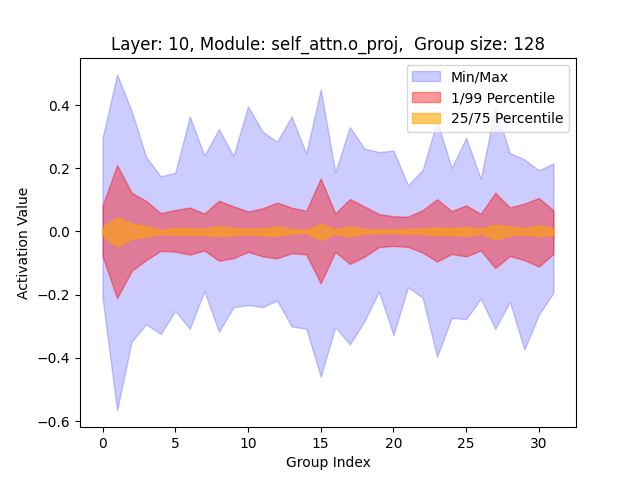 Layer: 10, Module: self_attn.o_proj,  Group size: 128
Min/Max
1/99 Percentile
25/75 Percentile
Activation Value
0.4
0.2
0.0
−0.2
−0.4
−0.6
0 5 10 15 20 25 30
Group Index